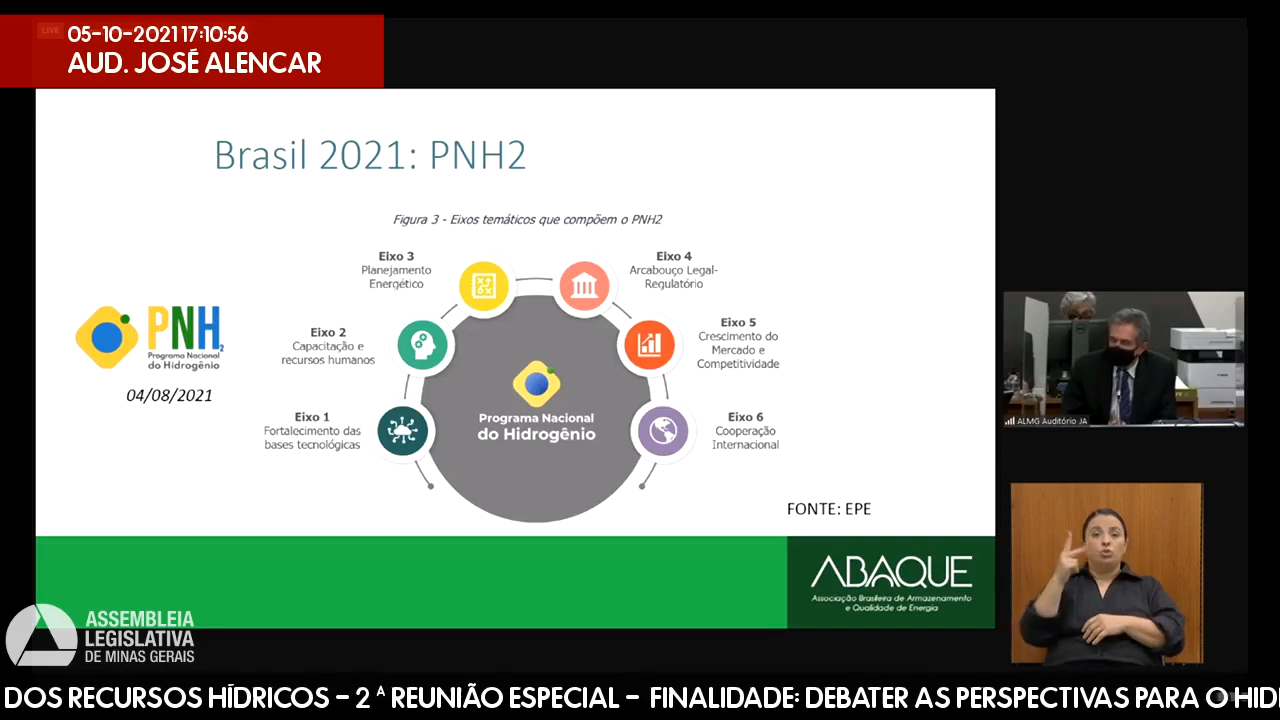 LIVE
05-10-2021 17:10:56
AUD. JOSÉ ALENCAR
Brasil 2021: PNH2
Figura 3 - Eixos temáticos que compõem o PNH2
Eixo 3
Planejamento
Energético
Eixo 4
Arcabouço Legal-
Regulatório
Eixo 2
Capacitação e
recursos humanos
Eixo 5
Crescimento do
Mercado e
Competitividade
PNH2
Programa Nacional
do Hidrogênio
04/08/2021
Eixo 1
Fortalecimento das
bases tecnológicas
Programa Nacional
do Hidrogênio
Eixo 6
Cooperação
Internacional
ALMG Auditório JA
FONTE: EPE
ABAQUE
Associação Brasileira de Armazenamento
e Qualidade de Energia
ASSEMBLEIA
LEGISLATIVA
DE MINAS GERAIS
DOS RECURSOS HÍDRICOS – 2ª REUNIÃO ESPECIAL – FINALIDADE: DEBATER AS PERSPECTIVAS PARA O HID